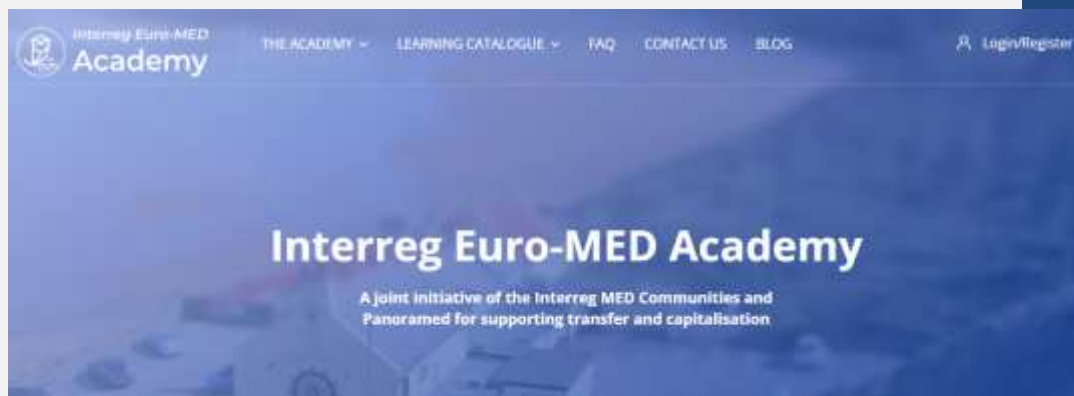 Interreg Euro-MED
Academy
THE ACADEMY
LEARNING CATALOGUE
FAQ
CONTACT US
BLOG
Login/Register
Interreg Euro-MED Academy
A joint initiative of the Interreg MED Communities and
Panoramed for supporting transfer and capitalisation